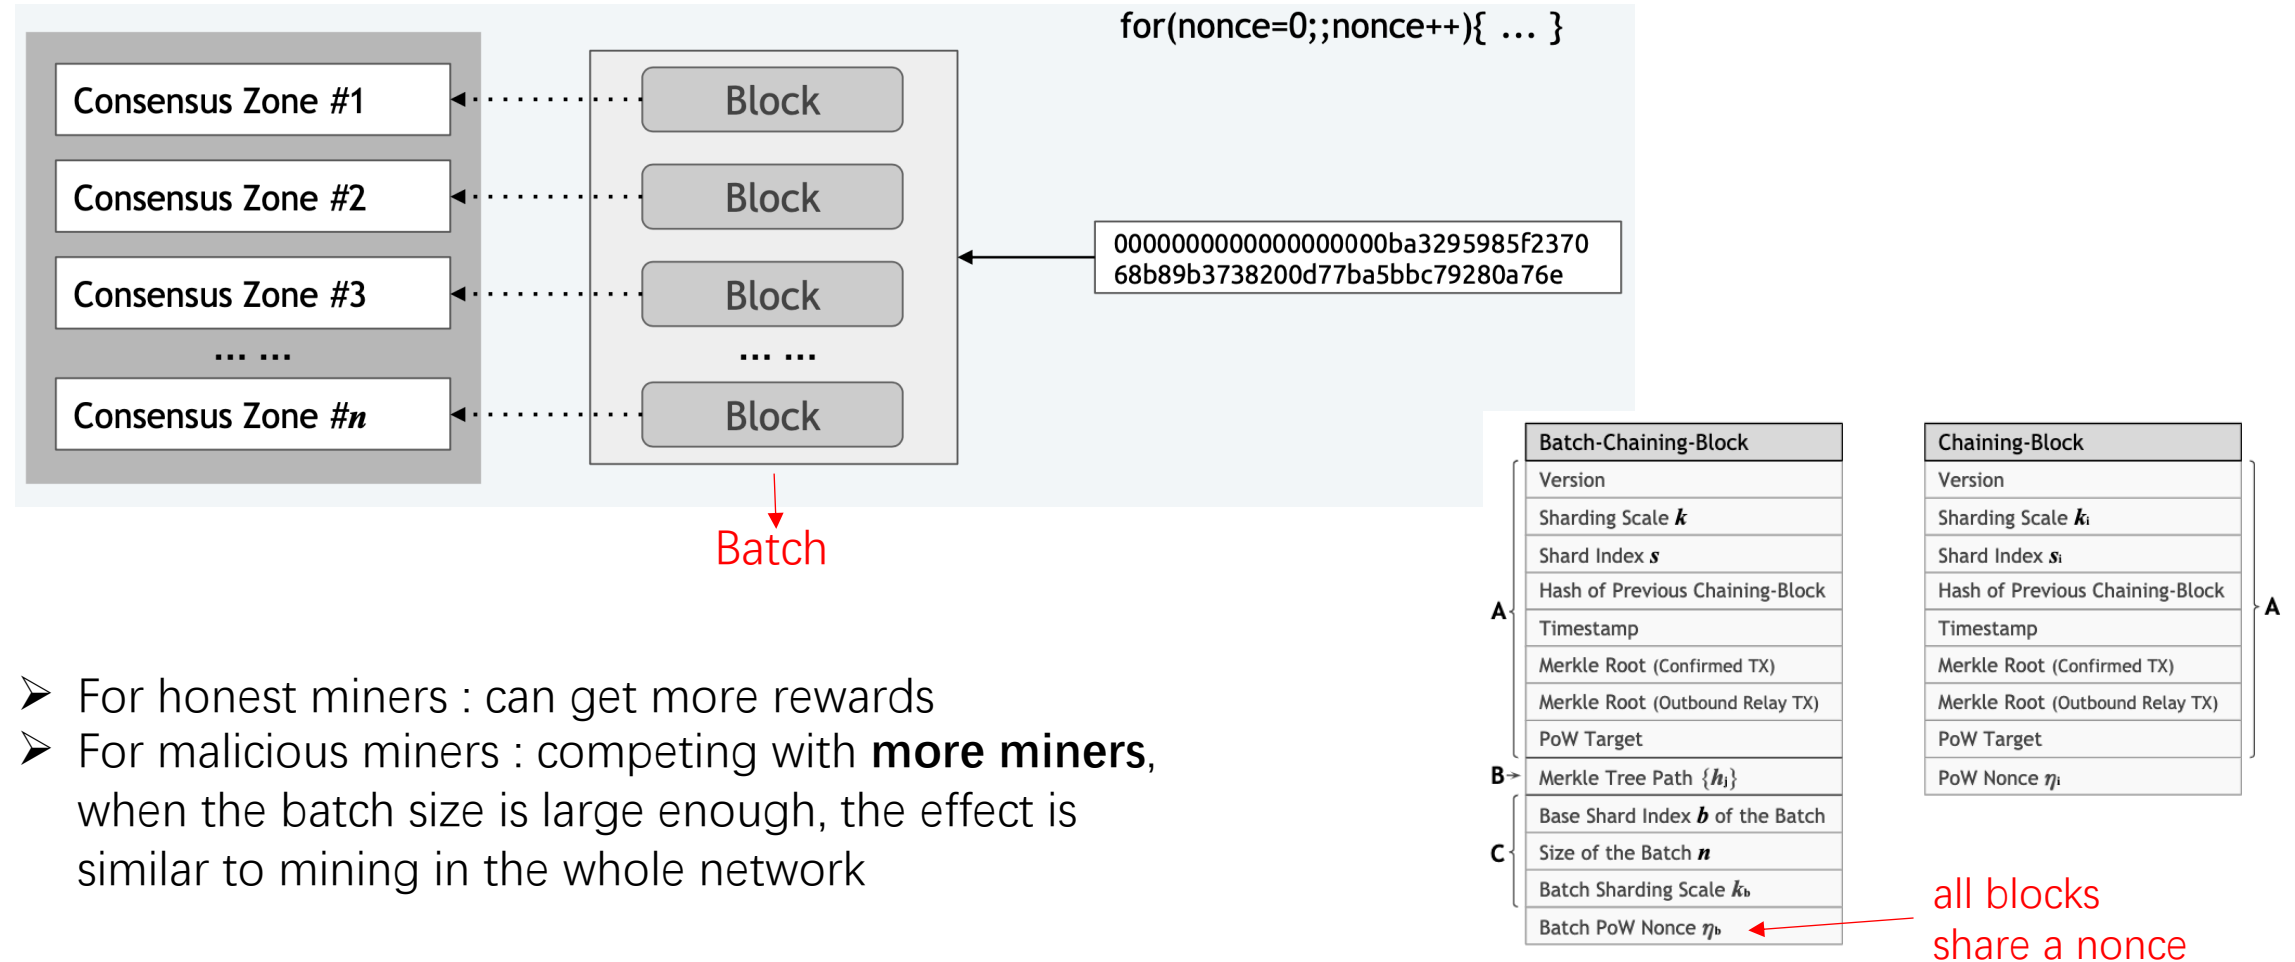 for(nonce=0;;nonce++){ ... }
Consensus Zone #1
Consensus Zone #2
Consensus Zone #3
... ...
Consensus Zone #n
Block
Block
Block
... ...
Block
0000000000000000000ba3295985f2370
68b89b3738200d77ba5bbc79280a76e
Batch
➢ For honest miners : can get more rewards
➢ For malicious miners : competing with more miners,
when the batch size is large enough, the effect is
similar to mining in the whole network
Batch-Chaining-Block
Version
Sharding Scale k
Shard Index s
Hash of Previous Chaining-Block
Timestamp
Merkle Root (Confirmed TX)
Merkle Root (Outbound Relay TX)
PoW Target
Merkle Tree Path {hj}
Base Shard Index b of the Batch
Size of the Batch n
Batch Sharding Scale kb
Batch PoW Nonce ηb
A
B
C
Chaining-Block
Version
Sharding Scale ki
Shard Index si
Hash of Previous Chaining-Block
Timestamp
Merkle Root (Confirmed TX)
Merkle Root (Outbound Relay TX)
PoW Target
PoW Nonce ηi
A
all blocks
share a nonce